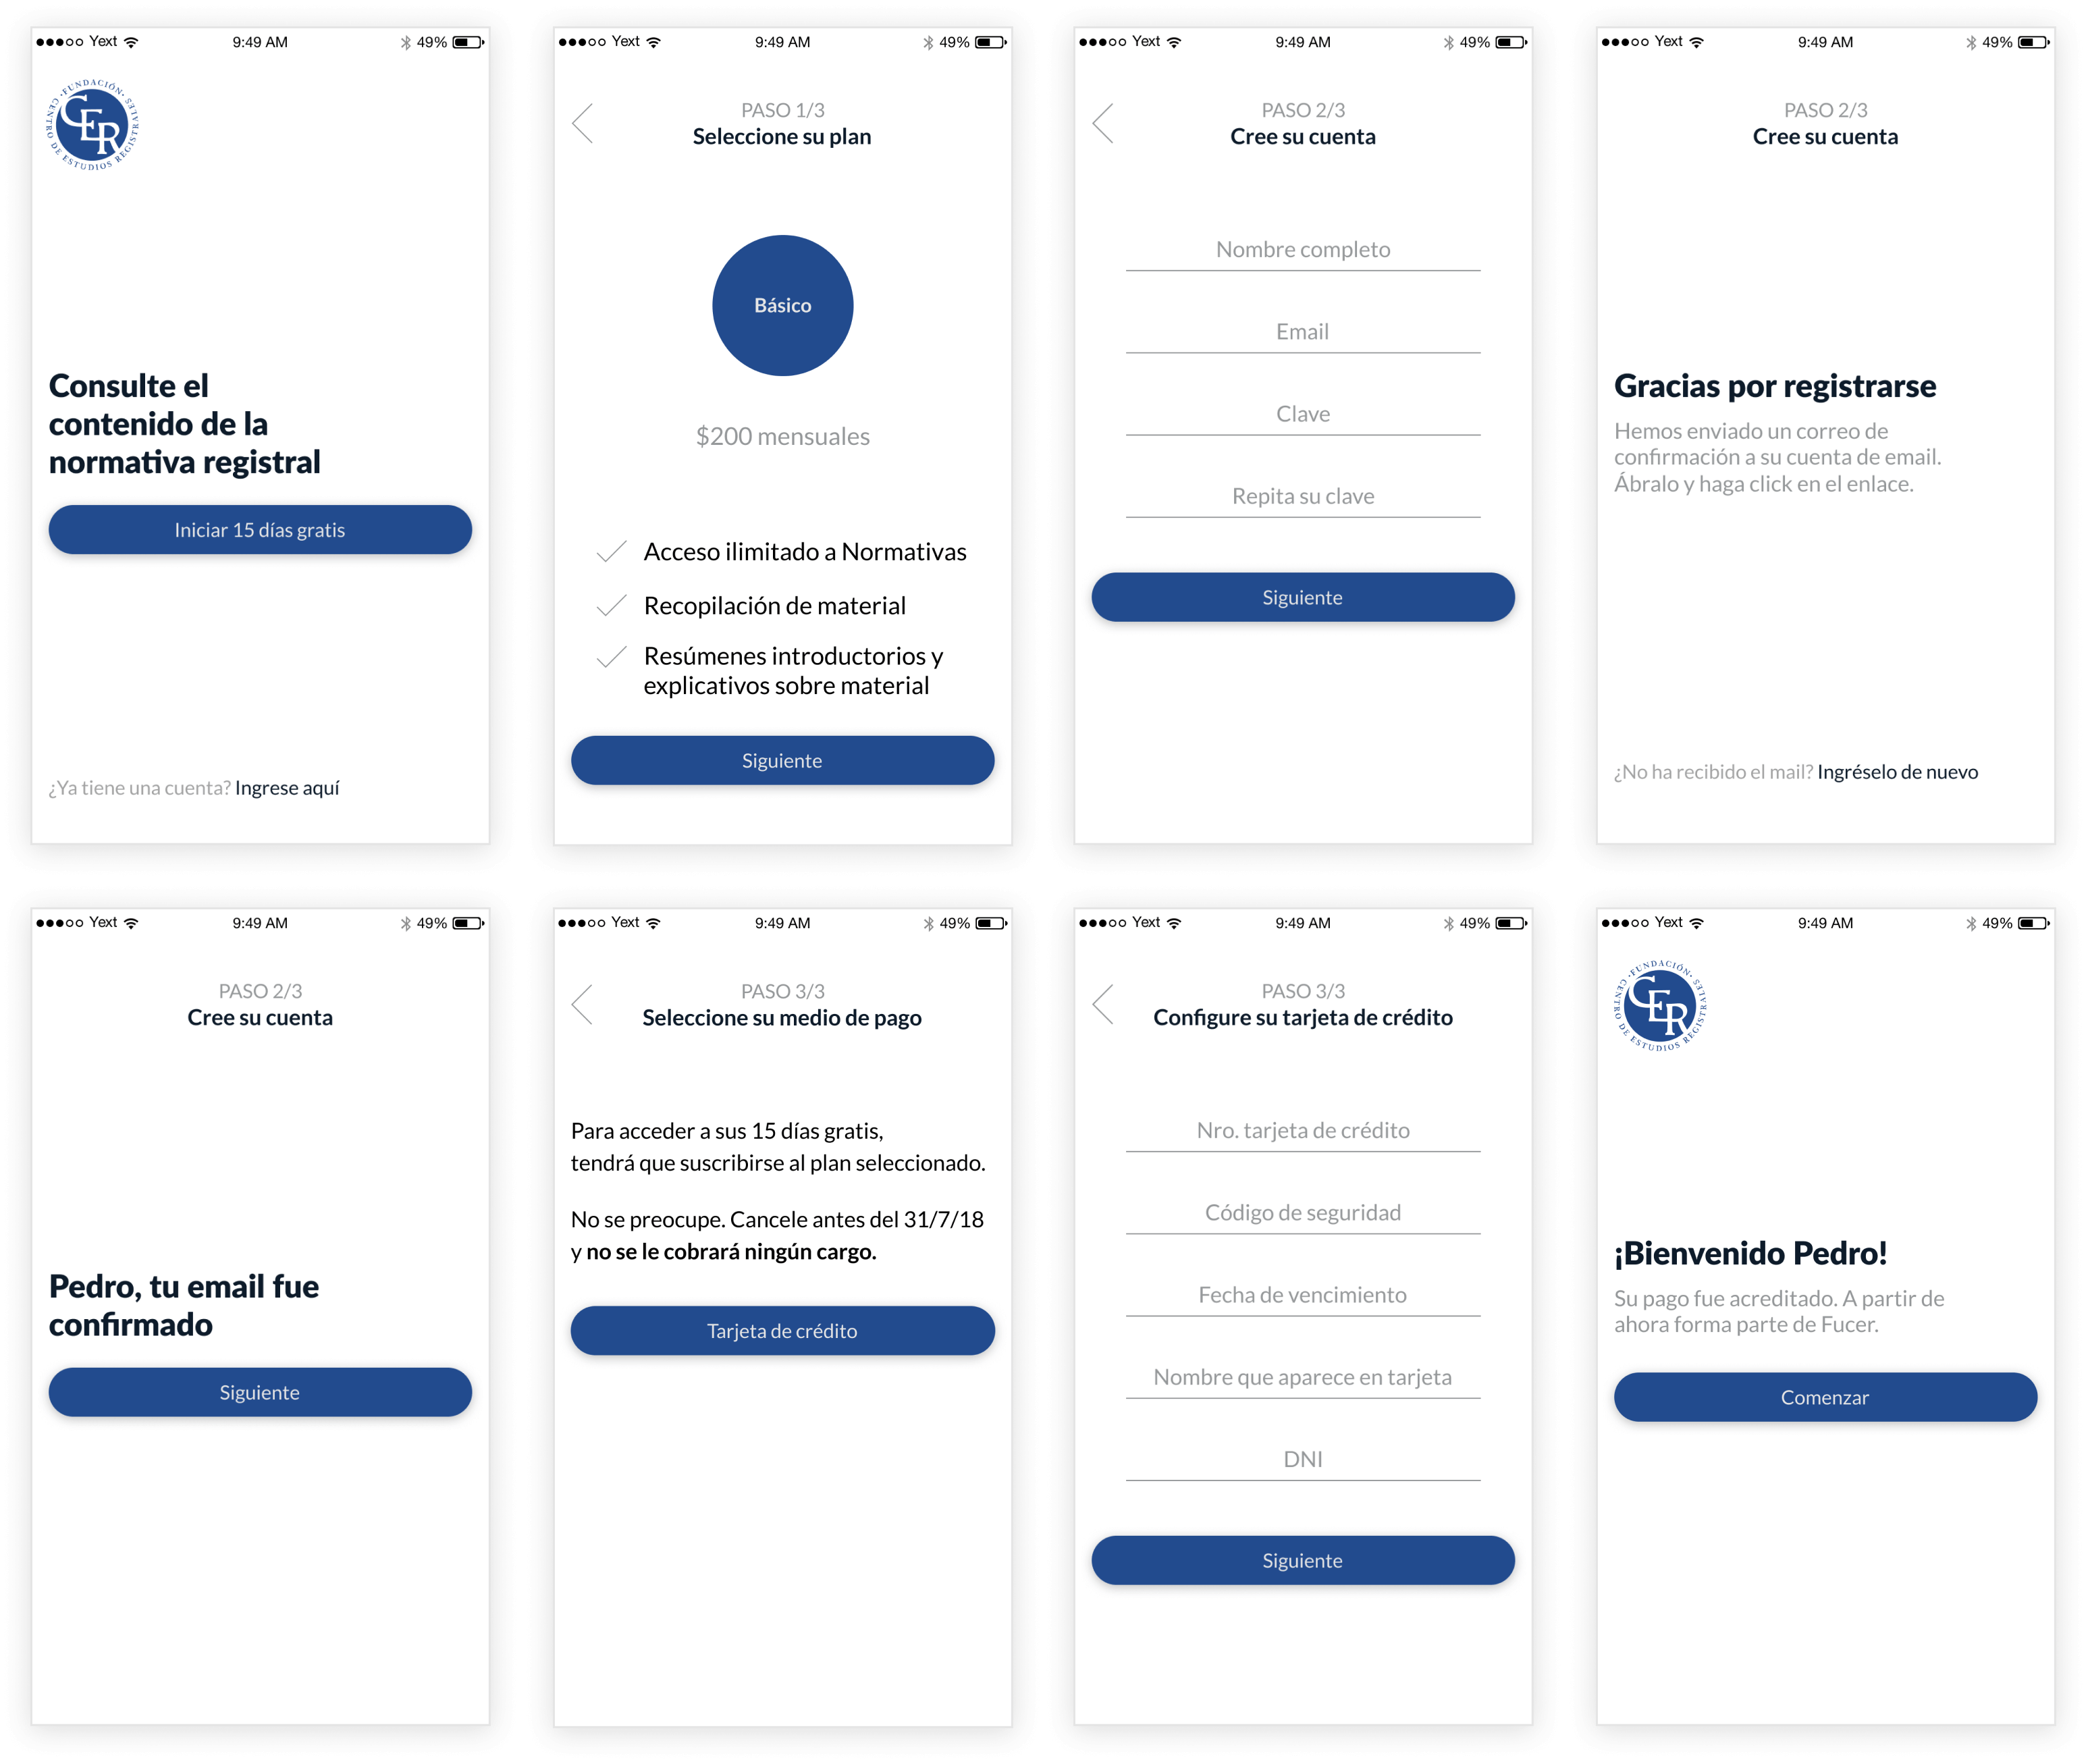 Yext 9:49 AM 49%
FUNDACIÓN
CENTRO DE ESTUDIOS REGISTRALES
CER
Consulte el
contenido de la
normativa registral
Iniciar 15 días gratis
¿Ya tiene una cuenta? Ingrese aquí
Yext 9:49 AM 49%
PASO 1/3
Seleccione su plan
Básico
$200 mensuales
Acceso ilimitado a Normativas
Recopilación de material
Resúmenes introductorios y
explicativos sobre material
Siguiente
Yext 9:49 AM 49%
PASO 2/3
Cree su cuenta
Nombre completo
Email
Clave
Repita su clave
Siguiente
Yext 9:49 AM 49%
PASO 2/3
Cree su cuenta
Gracias por registrarse
Hemos enviado un correo de
confirmación a su cuenta de email.
Ábralo y haga click en el enlace.
¿No ha recibido el mail? Ingréselo de nuevo
Yext 9:49 AM 49%
PASO 2/3
Cree su cuenta
Pedro, tu email fue
confirmado
Siguiente
Yext 9:49 AM 49%
PASO 3/3
Seleccione su medio de pago
Para acceder a sus 15 días gratis,
tendrá que suscribirse al plan seleccionado.
No se preocupe. Cancele antes del 31/7/18
y no se le cobrará ningún cargo.
Tarjeta de crédito
Yext 9:49 AM 49%
PASO 3/3
Configure su tarjeta de crédito
Nro. tarjeta de crédito
Código de seguridad
Fecha de vencimiento
Nombre que aparece en tarjeta
DNI
Siguiente
Yext 9:49 AM 49%
FUNDACIÓN
CENTRO DE ESTUDIOS REGISTRALES
CER
¡Bienvenido Pedro!
Su pago fue acreditado. A partir de
ahora forma parte de Fucer.
Comenzar